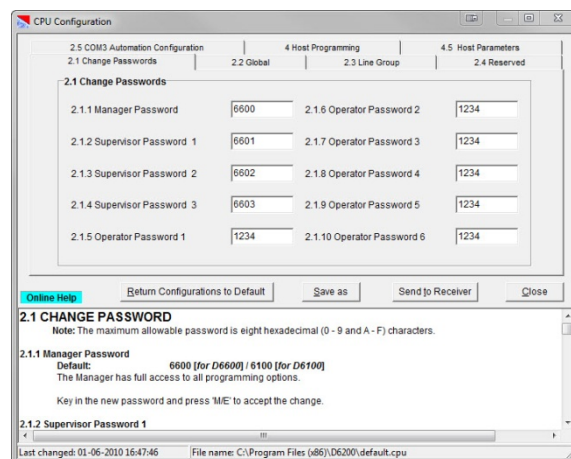 CPU Configuration
2.5 COM3 Automation Configuration 4 Host Programming 4.5 Host Parameters
2.1 Change Passwords 2.2 Global 2.3 Line Group 2.4 Reserved
2.1 Change Passwords
2.1.1 Manager Password 6600 2.1.6 Operator Password 2 1234
2.1.2 Supervisor Password 1 6601 2.1.7 Operator Password 3 1234
2.1.3 Supervisor Password 2 6602 2.1.8 Operator Password 4 1234
2.1.4 Supervisor Password 3 6603 2.1.9 Operator Password 5 1234
2.1.5 Operator Password 1 1234 2.1.10 Operator Password 6 1234
Online Help Return Configurations to Default Save as Send to Receiver Close
2.1 CHANGE PASSWORD
Note: The maximum allowable password is eight hexadecimal (0 - 9 and A - F) characters.
2.1.1 Manager Password
Default: 6600 [for D6600] / 6100 [for D6100]
The Manager has full access to all programming options.
Key in the new password and press 'M/E' to accept the change.
2.1.2 Supervisor Password 1
Last changed: 01-06-2010 16:47:46 File name: C:\Program Files (x86)\D6200\default.cpu